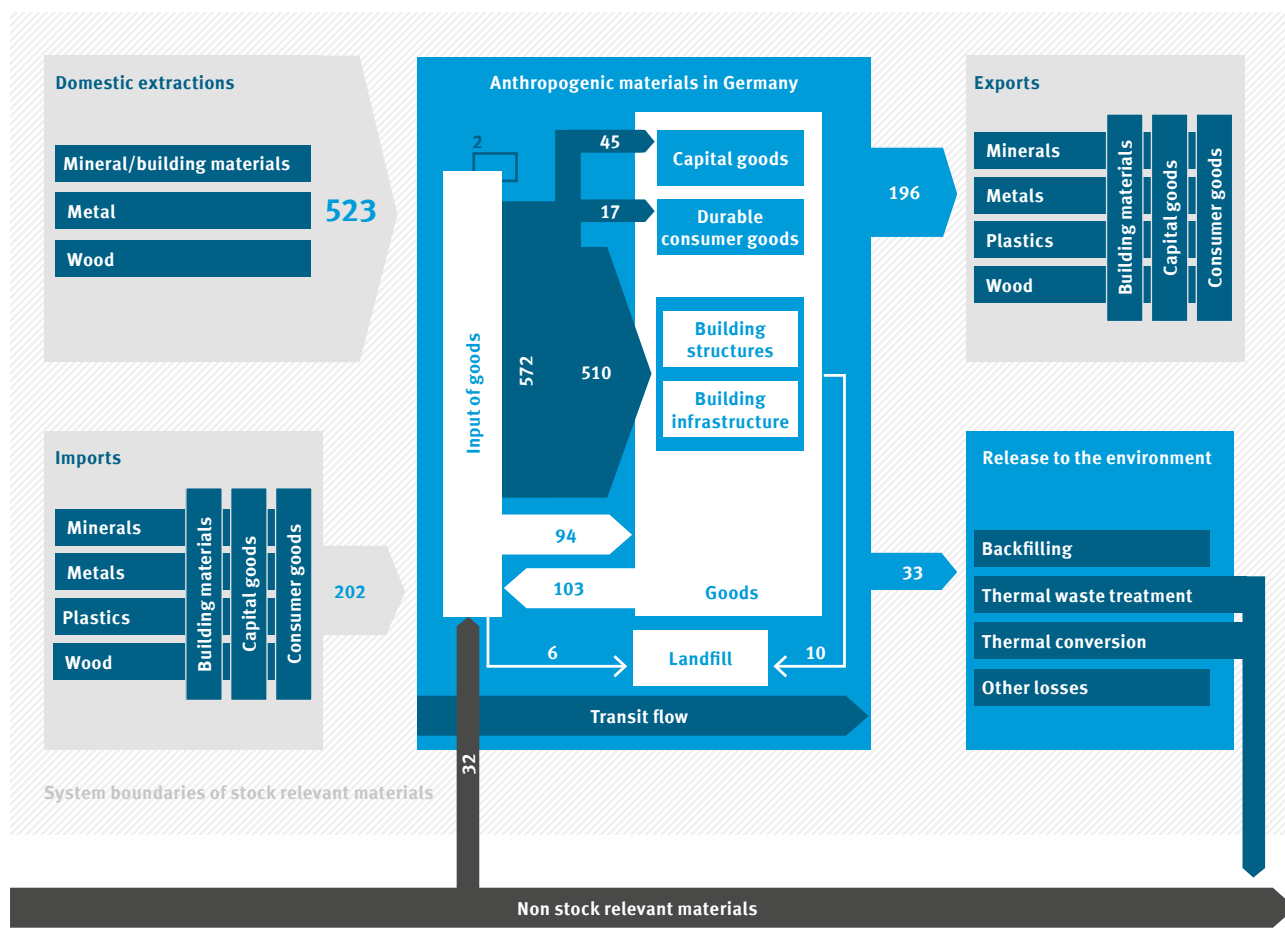 Domestic extractions
Mineral/building materials
Metal
Wood
523
Imports
Minerals
Metals
Plastics
Wood
Building materials
Capital goods
Consumer goods
202
Anthropogenic materials in Germany
2
Input of goods
572
45
17
510
94
103
Capital goods
Durable
consumer goods
Building
structures
Building
infrastructure
Goods
6
Landfill
10
Transit flow
32
196
33
Exports
Minerals
Metals
Plastics
Wood
Building materials
Capital goods
Consumer goods
Release to the environment
Backfilling
Thermal waste treatment
Thermal conversion
Other losses
System boundaries of stock relevant materials
Non stock relevant materials